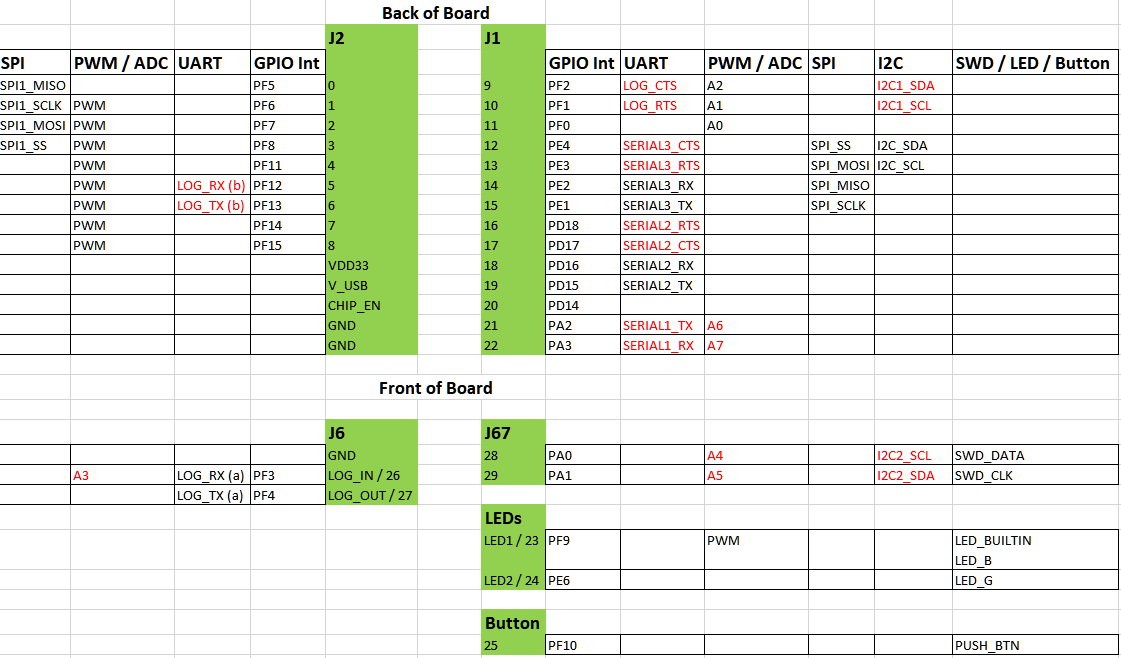 Back of Board
J2 J1
SPI PWM / ADC UART GPIO Int GPIO Int UART PWM / ADC SPI I2C SWD / LED / Button
SPI1_MISO PF5 0 9 PF2 LOG_CTS A2 I2C1_SDA
SPI1_SCLK PWM PF6 1 10 PF1 LOG_RTS A1 I2C1_SCL
SPI1_MOSI PWM PF7 2 11 PF0 A0
SPI1_SS PWM PF8 3 12 PE4 SERIAL3_CTS SPI_SS I2C_SDA
PWM PF11 4 13 PE3 SERIAL3_RTS SPI_MOSI I2C_SCL
PWM LOG_RX (b) PF12 5 14 PE2 SERIAL3_RX SPI_MISO
PWM LOG_TX (b) PF13 6 15 PE1 SERIAL3_TX SPI_SCLK
PWM PF14 7 16 PD18 SERIAL2_RTS
PWM PF15 8 17 PD17 SERIAL2_CTS
VDD33 18 PD16 SERIAL2_RX
V_USB 19 PD15 SERIAL2_TX
CHIP_EN 20 PD14
GND 21 PA2 SERIAL1_TX A6
GND 22 PA3 SERIAL1_RX A7
Front of Board
J6 J67
GND 28 PA0 A4 I2C2_SCL SWD_DATA
A3 LOG_RX (a) PF3 LOG_IN / 26 29 PA1 A5 I2C2_SDA SWD_CLK
LOG_TX (a) PF4 LOG_OUT / 27
LEDs
LED1 / 23 PF9 PWM LED_BUILTIN
LED_B
LED2 / 24 PE6 LED_G
Button
25 PF10 PUSH_BTN